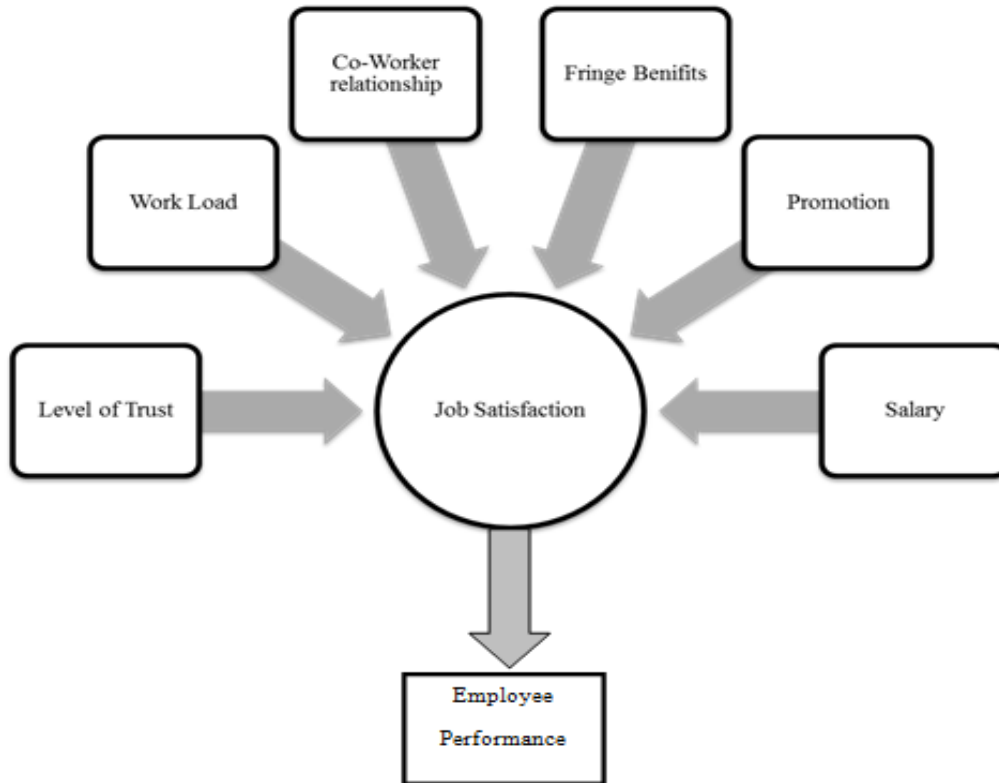 Co-Worker
relationship
Fringe Benifits
Work Load
Promotion
Level of Trust
Job Satisfaction
Salary
Employee
Performance